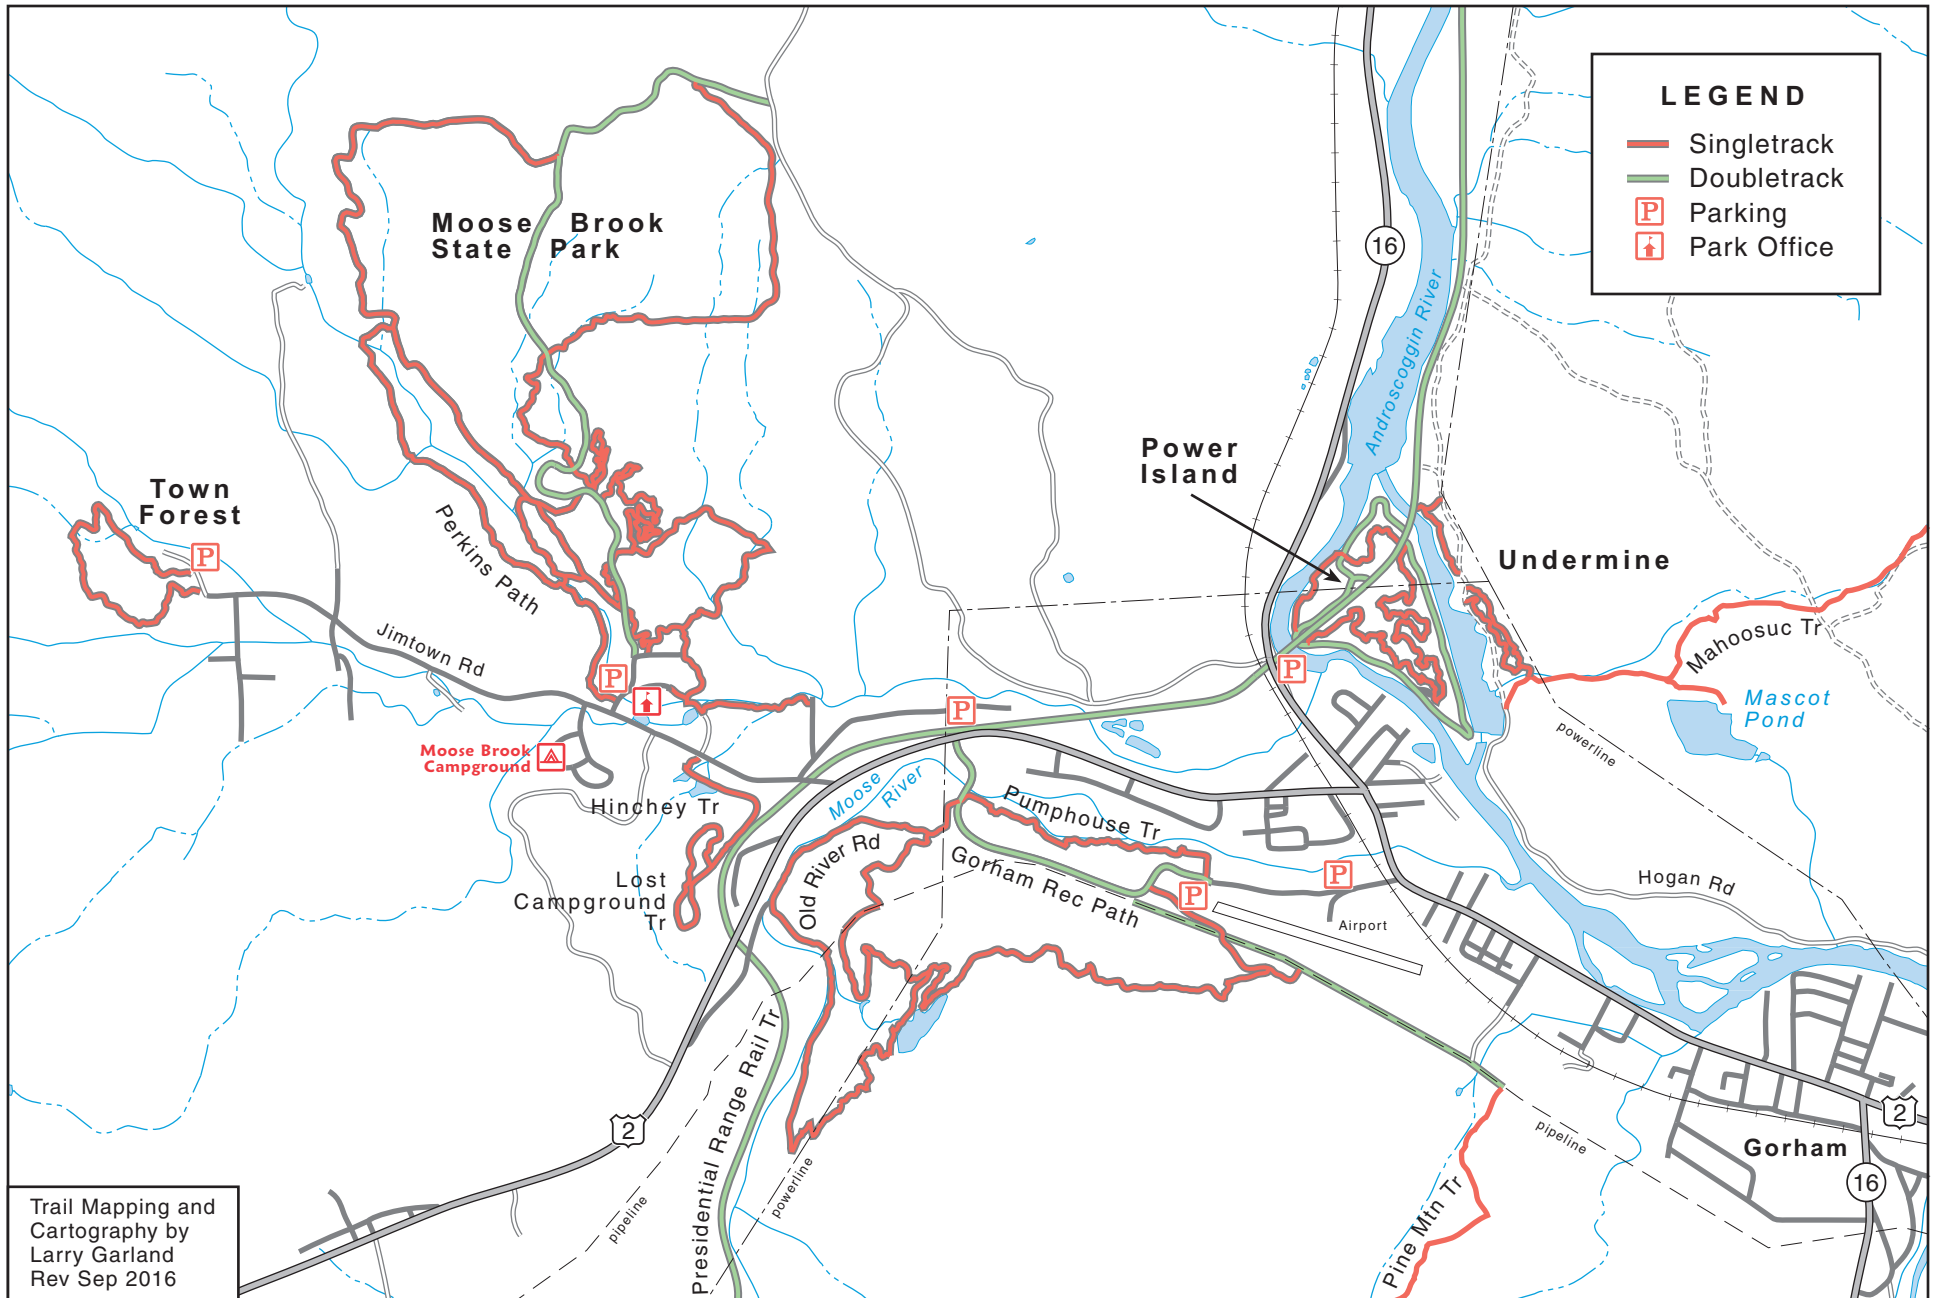 LEGEND
Singletrack
Doubletrack
P Parking
Park Office
Moose Brook
State Park
16
Androscoggin River
Power
Island
Town
Forest
P
Perkins Path
Undermine
Jimtown Rd
Mahoosuc Tr
P
P
P
Mascot
Pond
Moose Brook
Campground
powerline
Hinchey Tr
Moose
River
Pumphouse Tr
Old River Rd
Gorham Rec Path
P
P
Hogan Rd
Lost
Campground
Tr
Airport
Presidential Range Rail Tr
2
2
pipeline
Gorham
16
powerline
pipeline
Pine Mtn Tr
Trail Mapping and
Cartography by
Larry Garland
Rev Sep 2016